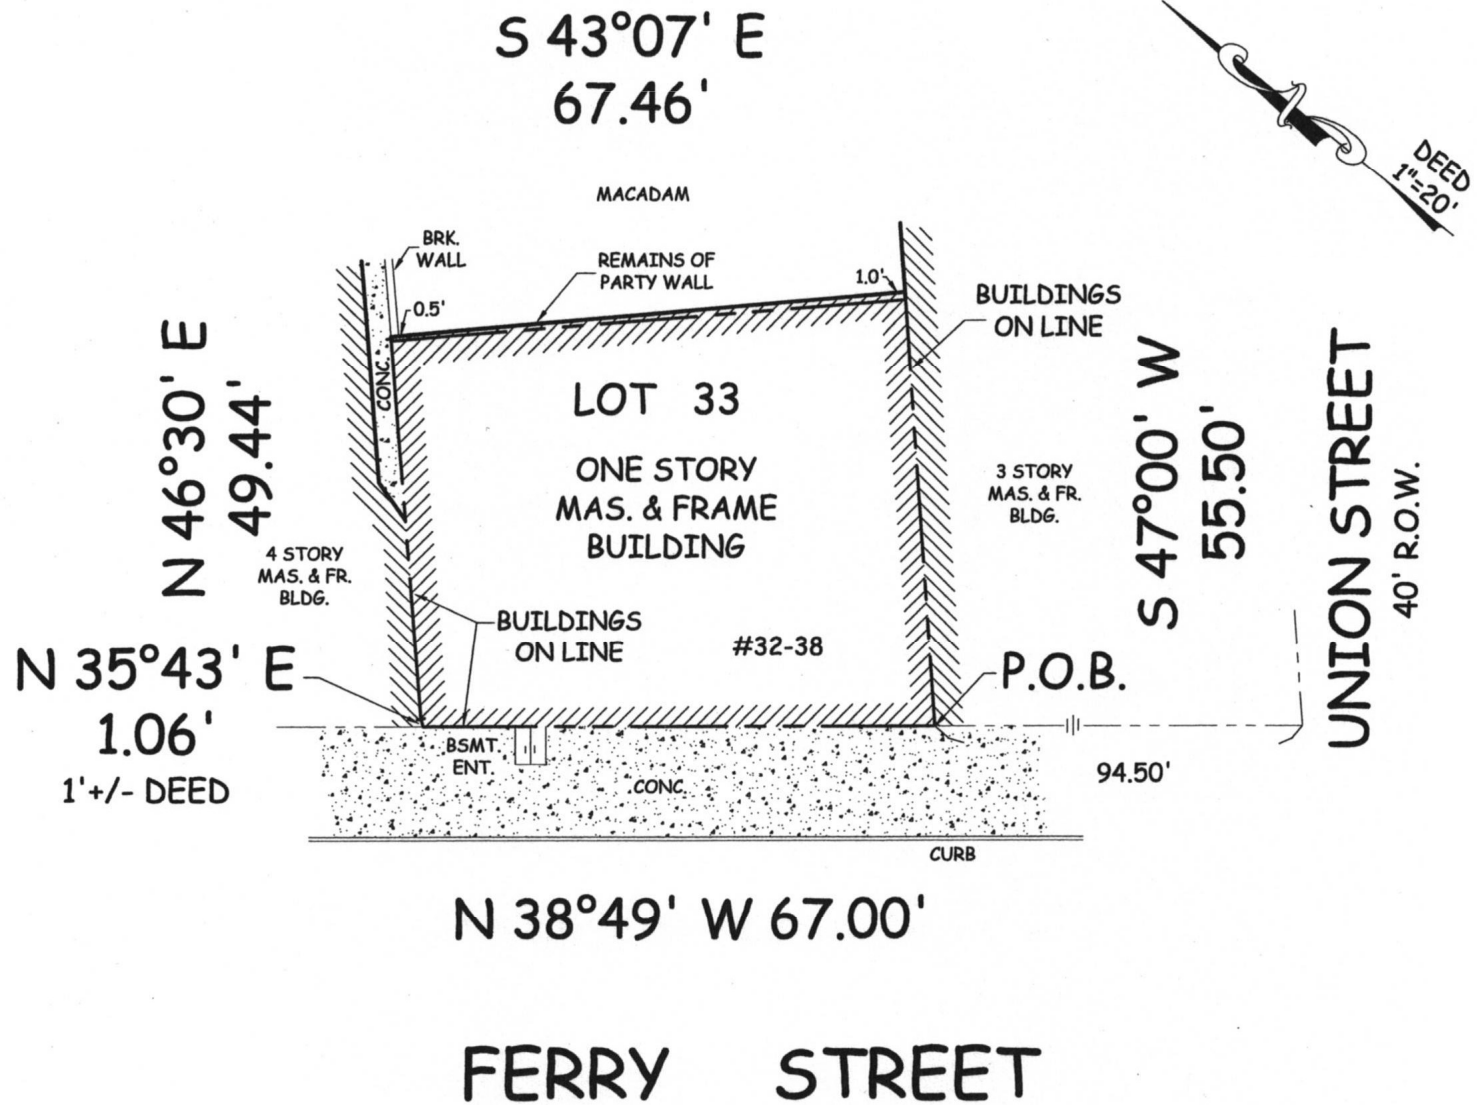 S 43°07' E
67.46'
DEED
1"=20'
MACADAM
BRK.
WALL
REMAINS OF
PARTY WALL
0.5'
1.0'
BUILDINGS
ON LINE
CONC.
LOT 33
ONE STORY
MAS. & FRAME
BUILDING
N 46°30' E
49.44'
S 47°00' W
55.50'
UNION STREET
40' R.O.W.
3 STORY
MAS. & FR.
BLDG.
4 STORY
MAS. & FR.
BLDG.
BUILDINGS
ON LINE
#32-38
N 35°43' E
1.06'
1'+/- DEED
P.O.B.
BSMT.
ENT.
CONC.
94.50'
CURB
N 38°49' W 67.00'
FERRY STREET